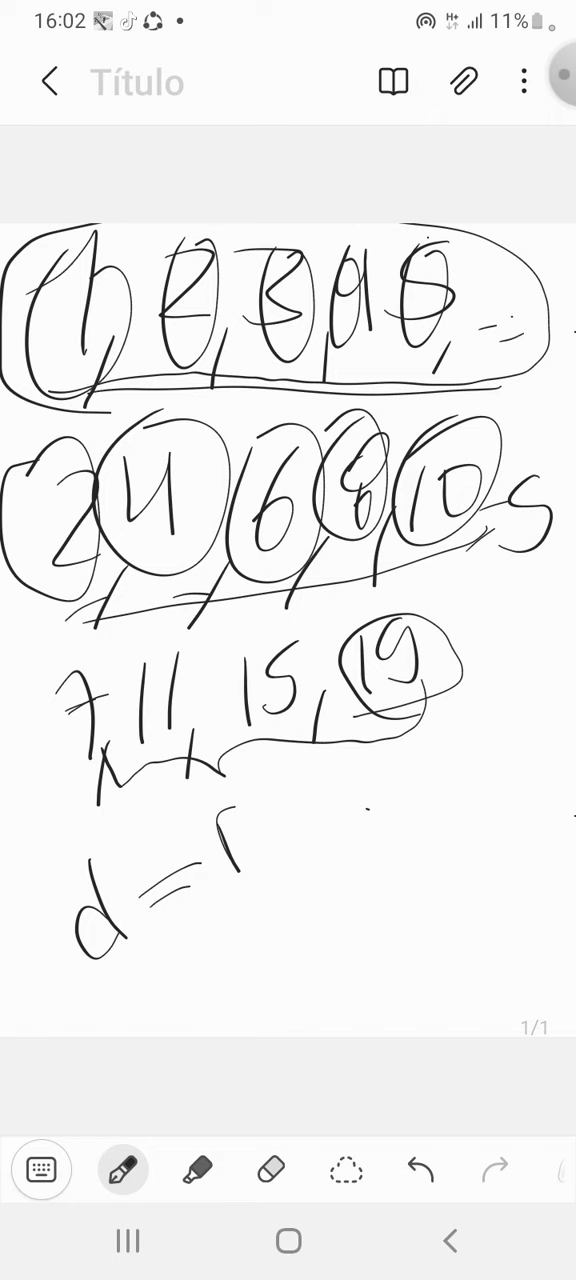 16:02 H+ 11%
Título
1, 2, 3, 4 5, =
2, 4, 6, 8, 10 5
7, 11, 15, 19
d =
1/1